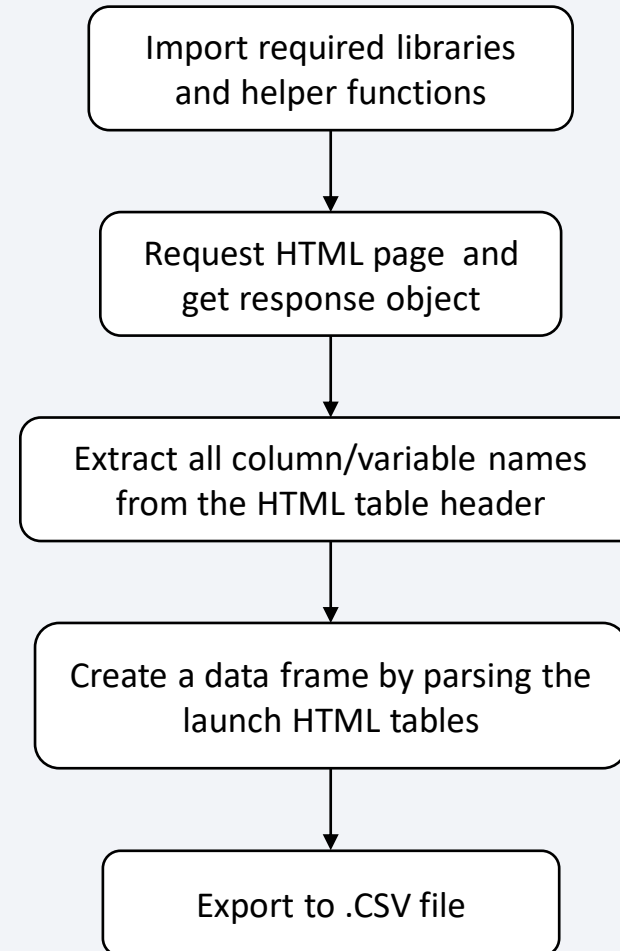 Import required libraries
and helper functions
Request HTML page  and
get response object
Extract all column/variable names
from the HTML table header
Create a data frame by parsing the
launch HTML tables
Export to .CSV file